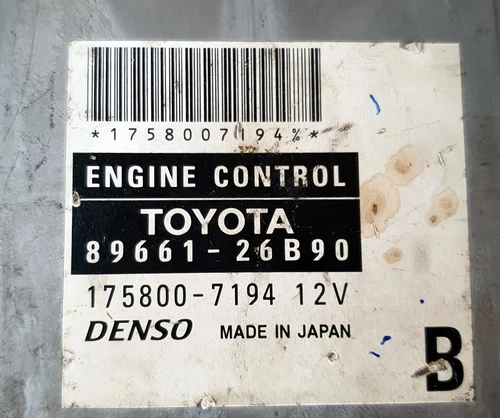 *1758007194%*
ENGINE CONTROL
TOYOTA
89661-26B90
175800-7194 12V
DENSO MADE IN JAPAN
B